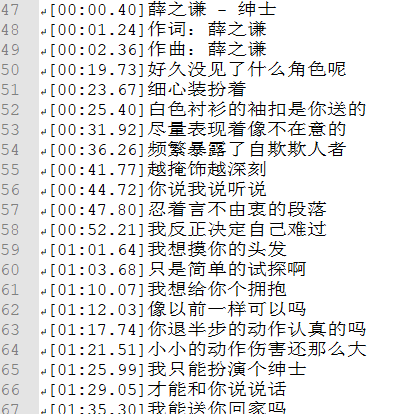 47 [00:00.40]薛之谦 - 绅士
48 [00:01.24]作词：薛之谦
49 [00:02.36]作曲：薛之谦
50 [00:19.73]好久没见了什么角色呢
51 [00:23.67]细心装扮着
52 [00:25.40]白色衬衫的袖扣是你送的
53 [00:31.92]尽量表现着像不在意的
54 [00:36.26]频繁暴露了自欺欺人者
55 [00:41.77]越掩饰越深刻
56 [00:44.72]你说我说听说
57 [00:47.80]忍着言不由衷的段落
58 [00:52.21]我反正决定自己难过
59 [01:01.64]我想摸你的头发
60 [01:03.68]只是简单的试探啊
61 [01:10.07]我想给你个拥抱
62 [01:12.03]像以前一样可以吗
63 [01:17.74]你退半步的动作认真的吗
64 [01:21.51]小小的动作伤害还那么大
65 [01:25.99]我只能扮演个绅士
66 [01:29.05]才能和你说说话
67 [01:35.30]我能送你回家吗